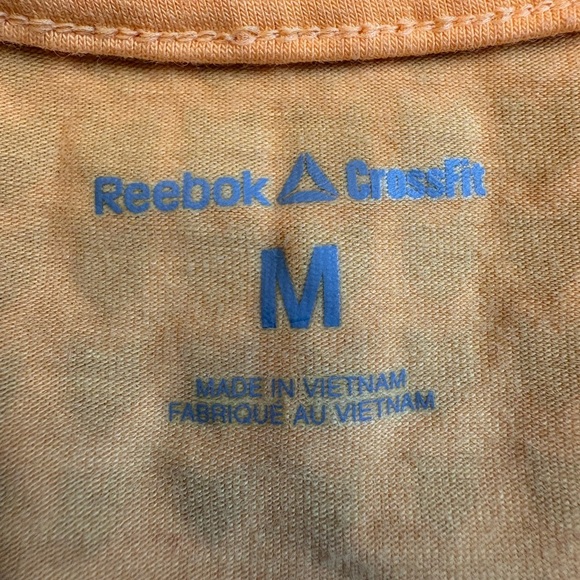 Reebok CrossFit
M
MADE IN VIETNAM
FABRIQUE AU VIETNAM